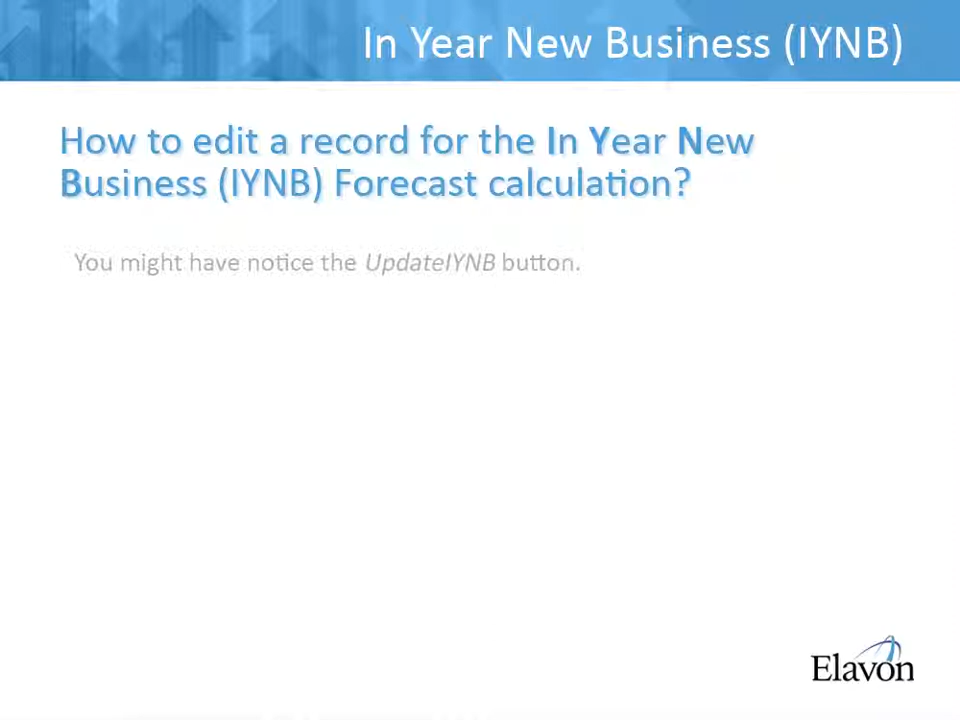 In Year New Business (IYNB)
How to edit a record for the In Year New
Business (IYNB) Forecast calculation?
You might have notice the UpdateIYNB button.
Elavon